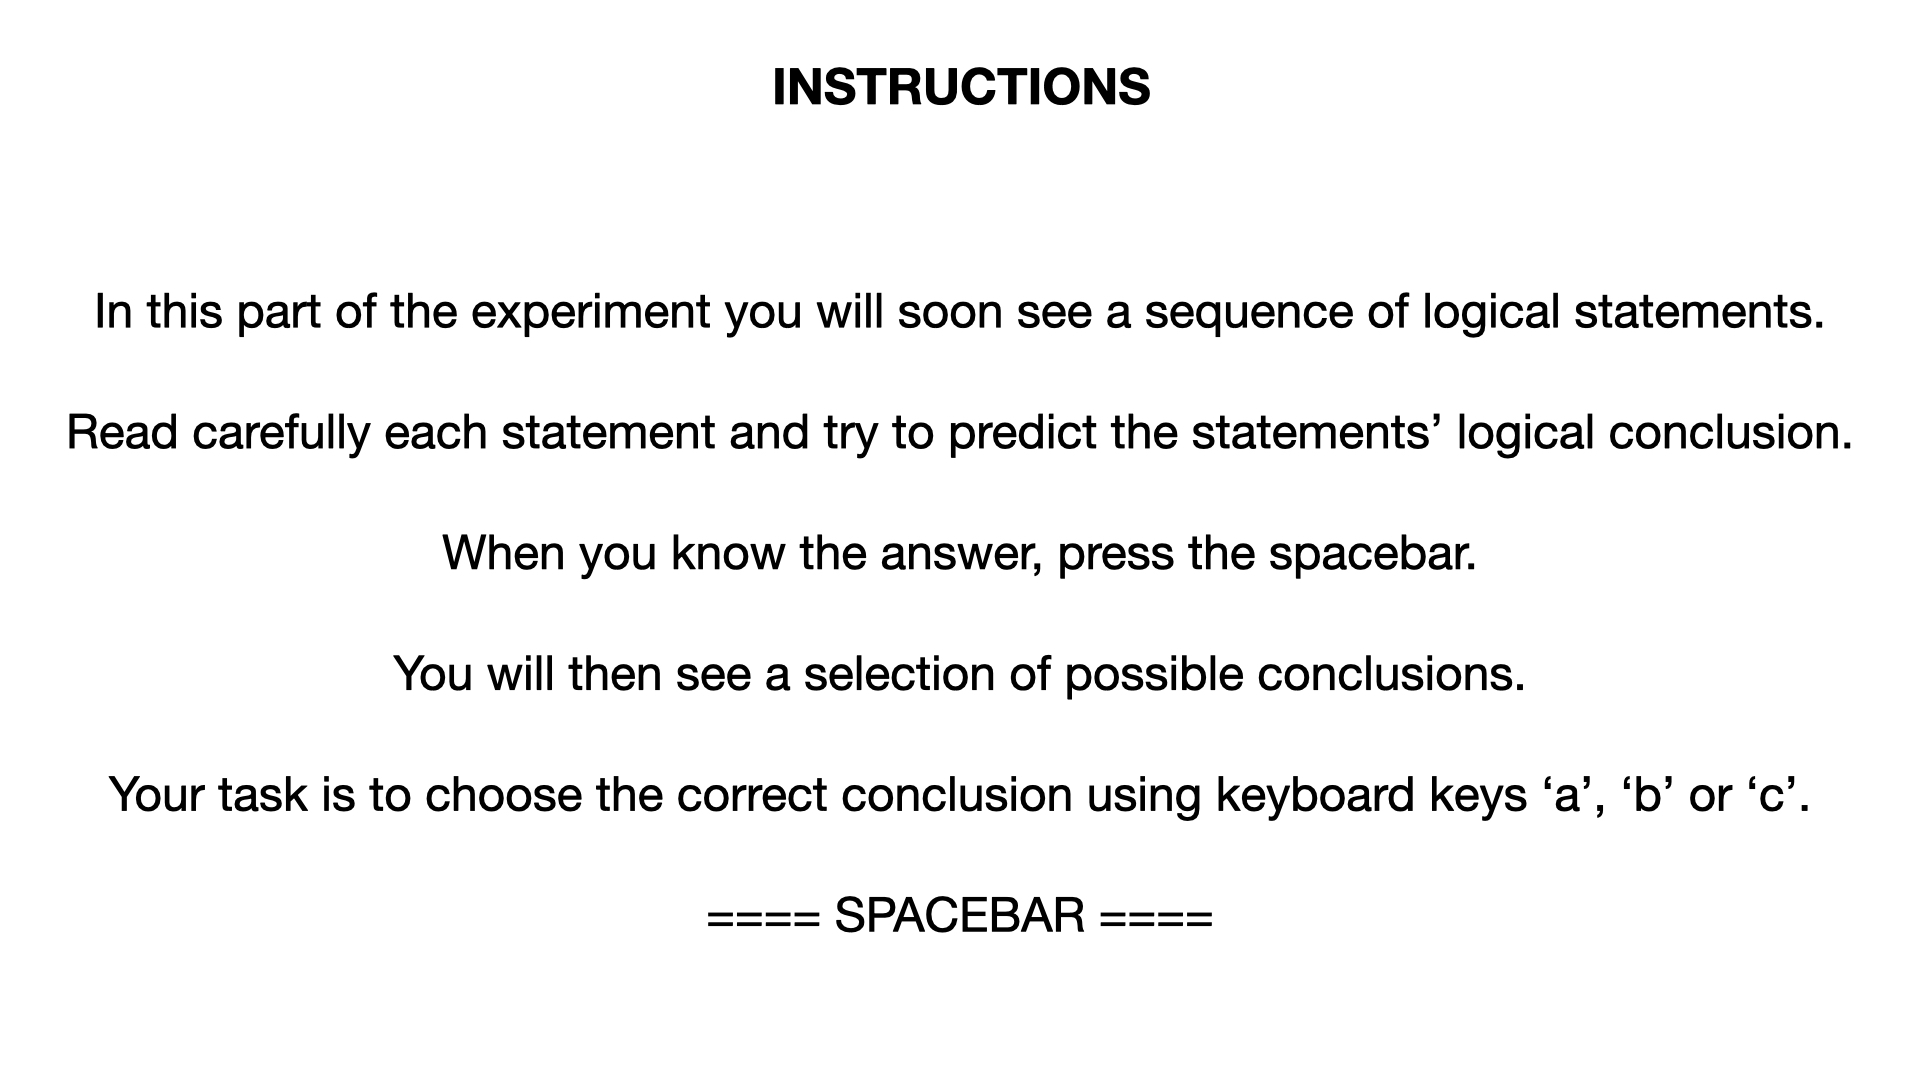 INSTRUCTIONS
In this part of the experiment you will soon see a sequence of logical statements.
Read carefully each statement and try to predict the statements’ logical conclusion.
When you know the answer, press the spacebar.
You will then see a selection of possible conclusions.
Your task is to choose the correct conclusion using keyboard keys ‘a’, ‘b’ or ‘c’.
==== SPACEBAR ====